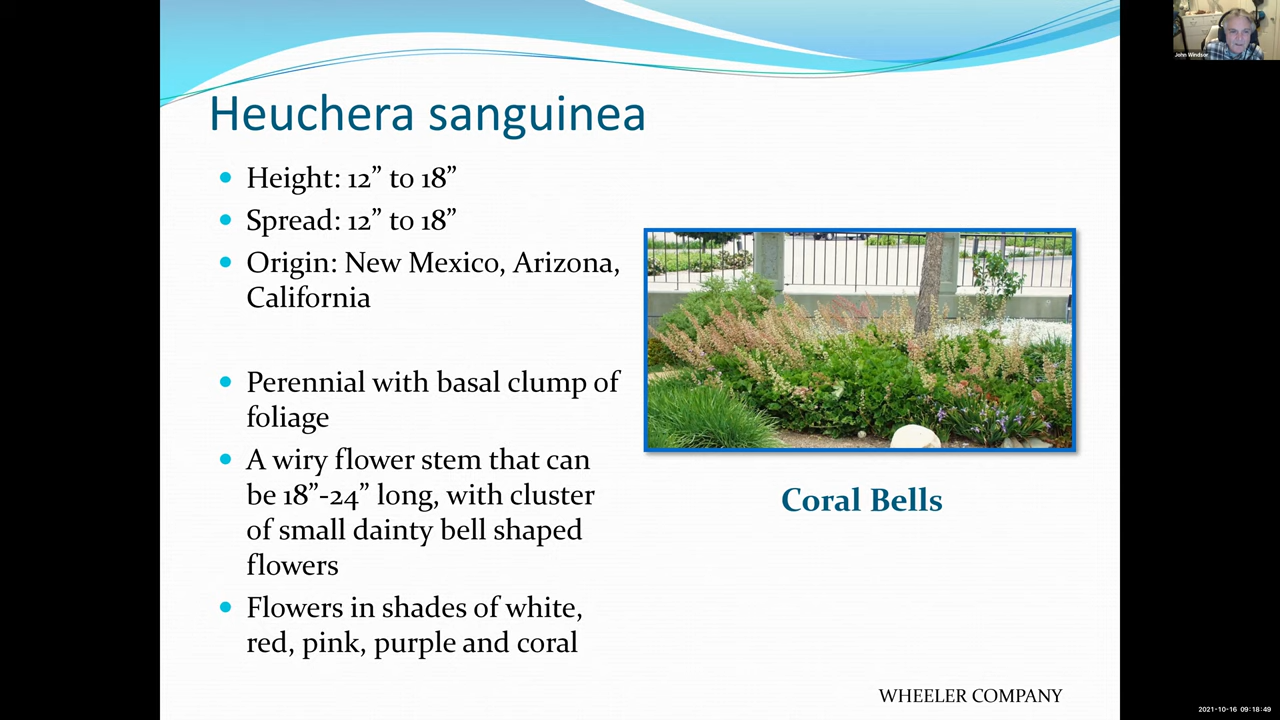 John Windsor
Heuchera sanguinea
Height: 12” to 18”
Spread: 12” to 18”
Origin: New Mexico, Arizona,
California
Perennial with basal clump of
foliage
A wiry flower stem that can
be 18”-24” long, with cluster
of small dainty bell shaped
flowers
Flowers in shades of white,
red, pink, purple and coral
Coral Bells
WHEELER COMPANY
2021-10-16 09:18:49